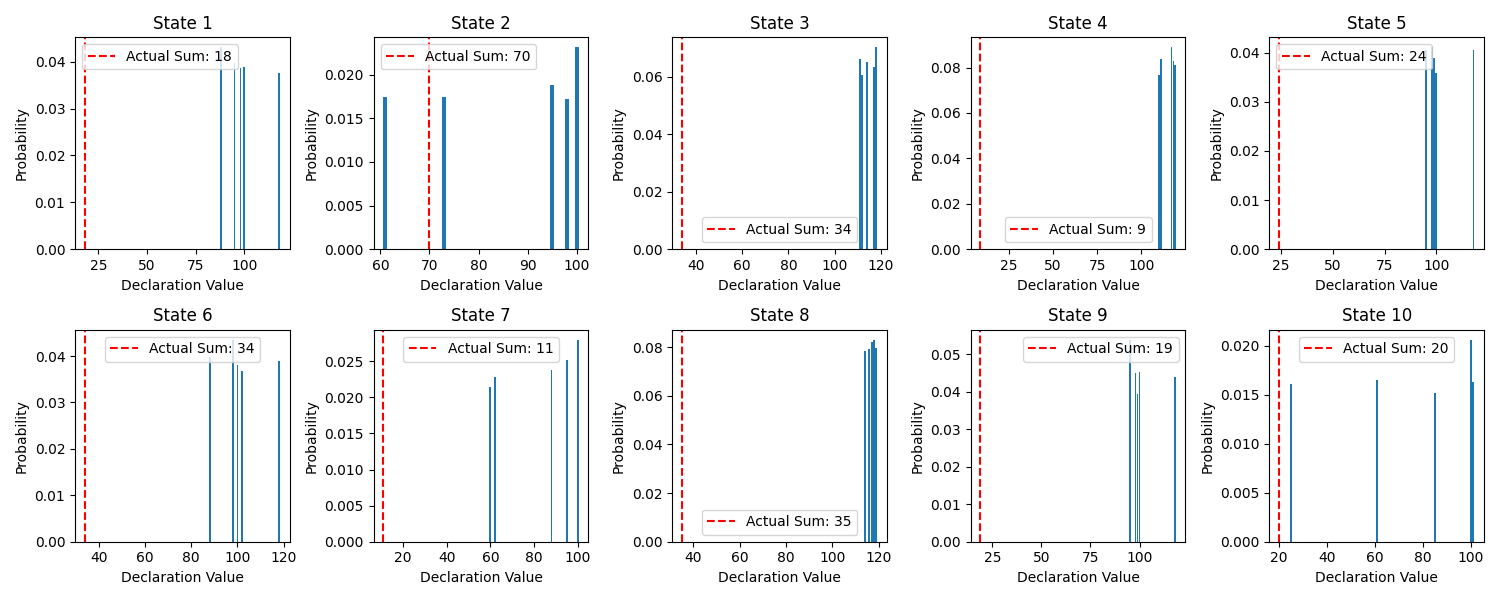 State 1
Probability
0.04
0.03
0.02
0.01
0.00
Actual Sum: 18
25 50 75 100
Declaration Value
State 2
Probability
0.020
0.015
0.010
0.005
0.000
Actual Sum: 70
60 70 80 90 100
Declaration Value
State 3
Probability
0.06
0.04
0.02
0.00
Actual Sum: 34
40 60 80 100 120
Declaration Value
State 4
Probability
0.08
0.06
0.04
0.02
0.00
Actual Sum: 9
25 50 75 100
Declaration Value
State 5
Probability
0.04
0.03
0.02
0.01
0.00
Actual Sum: 24
25 50 75 100
Declaration Value
State 6
Probability
0.04
0.03
0.02
0.01
0.00
Actual Sum: 34
40 60 80 100 120
Declaration Value
State 7
Probability
0.025
0.020
0.015
0.010
0.005
0.000
Actual Sum: 11
20 40 60 80 100
Declaration Value
State 8
Probability
0.08
0.06
0.04
0.02
0.00
Actual Sum: 35
40 60 80 100 120
Declaration Value
State 9
Probability
0.05
0.04
0.03
0.02
0.01
0.00
Actual Sum: 19
25 50 75 100
Declaration Value
State 10
Probability
0.020
0.015
0.010
0.005
0.000
Actual Sum: 20
20 40 60 80 100
Declaration Value